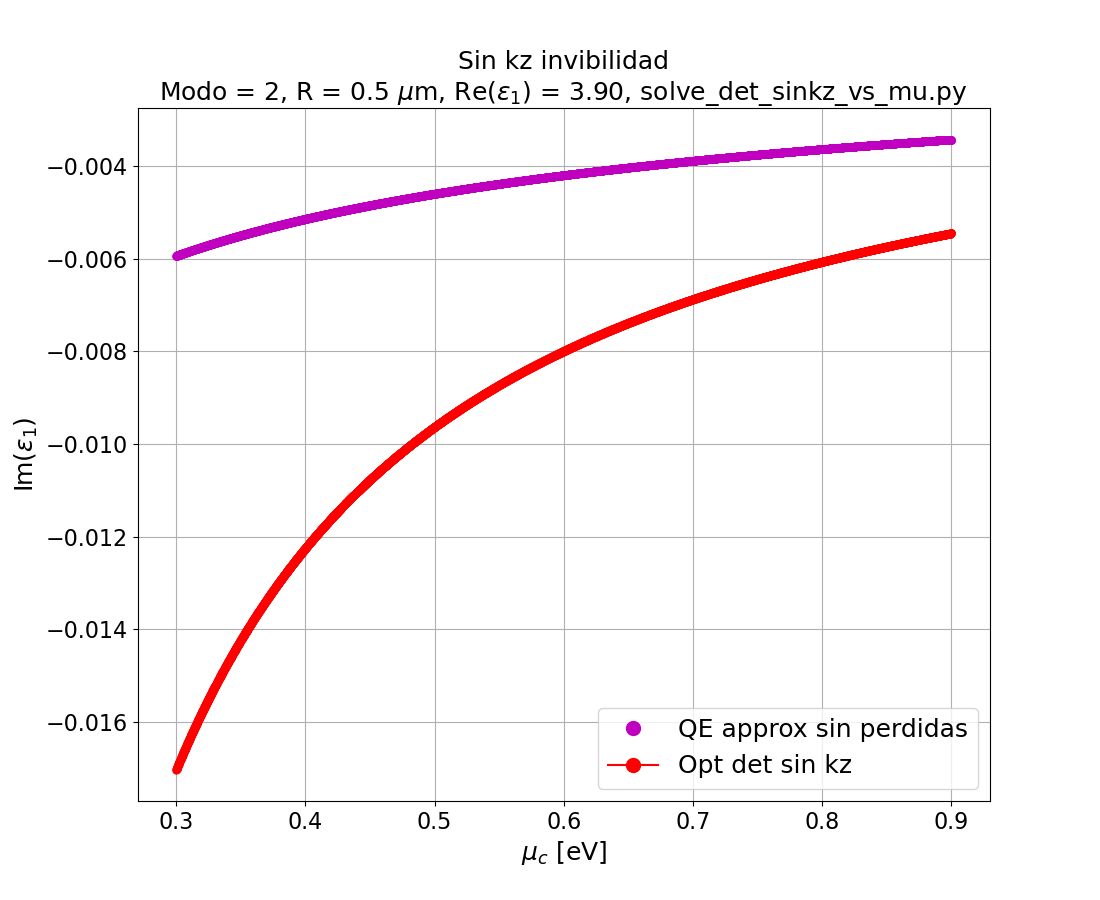 Sin kz invibilidad
Modo = 2, R = 0.5 μm, Re(ε₁) = 3.90, solve_det_sinkz_vs_mu.py
−0.004
−0.006
−0.008
−0.010
−0.012
−0.014
−0.016
Im(ε₁)
QE approx sin perdidas
Opt det sin kz
0.3 0.4 0.5 0.6 0.7 0.8 0.9
μ_c [eV]